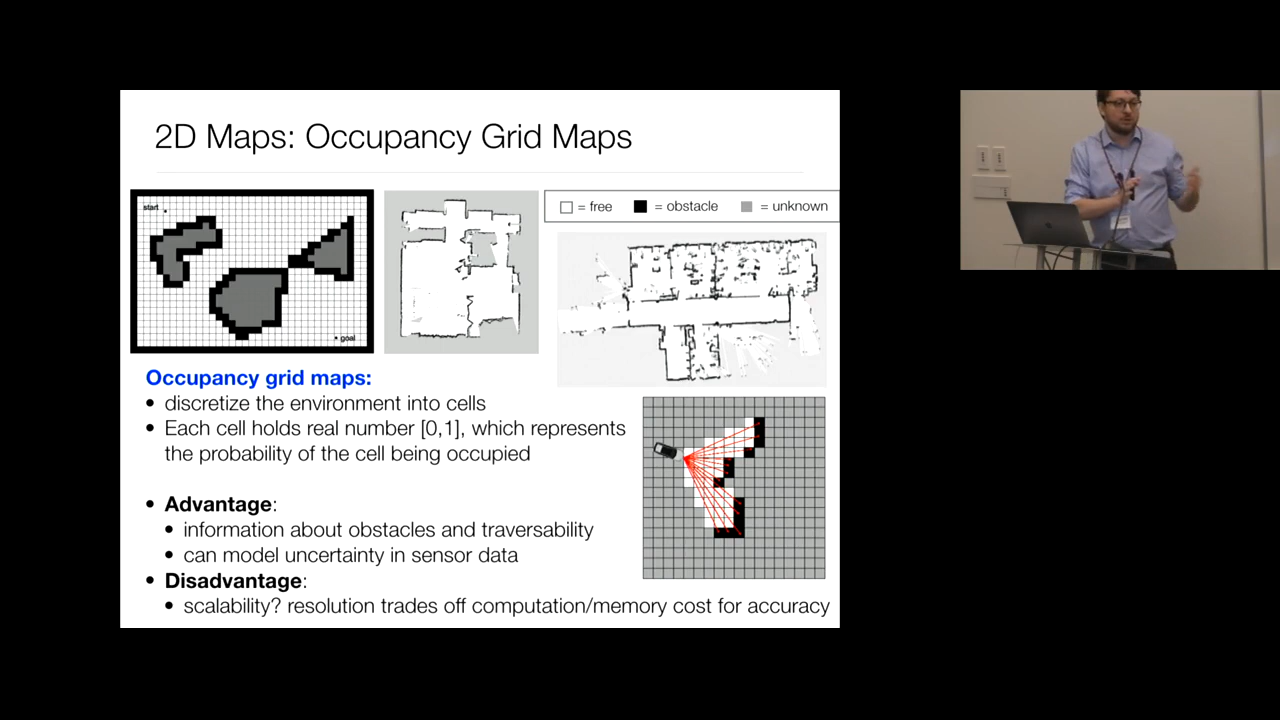 2D Maps: Occupancy Grid Maps
start
goal
= free = obstacle = unknown
Occupancy grid maps:
• discretize the environment into cells
• Each cell holds real number [0,1], which represents
the probability of the cell being occupied
• Advantage:
• information about obstacles and traversability
• can model uncertainty in sensor data
• Disadvantage:
• scalability? resolution trades off computation/memory cost for accuracy